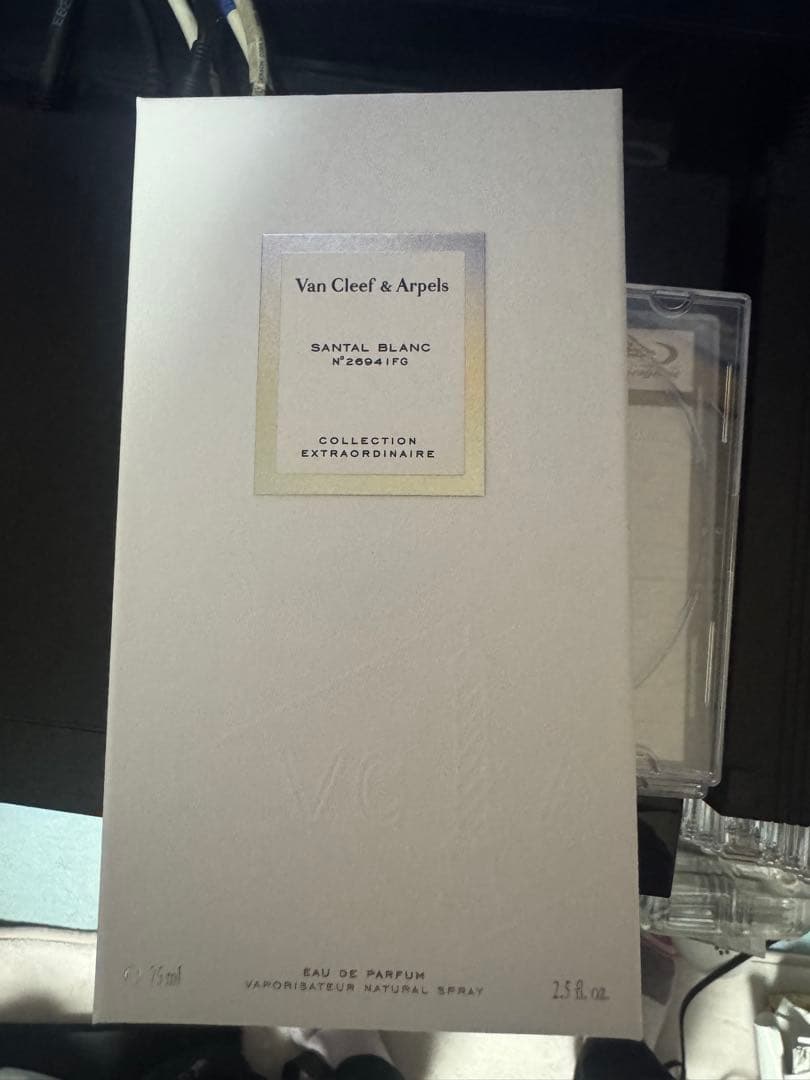 Van Cleef & Arpels
SANTAL BLANC
N°26941FG
COLLECTION
EXTRAORDINAIRE
VC
EAU DE PARFUM
VAPORISATEUR NATURAL SPRAY
75 ml
2.5 fl. oz.